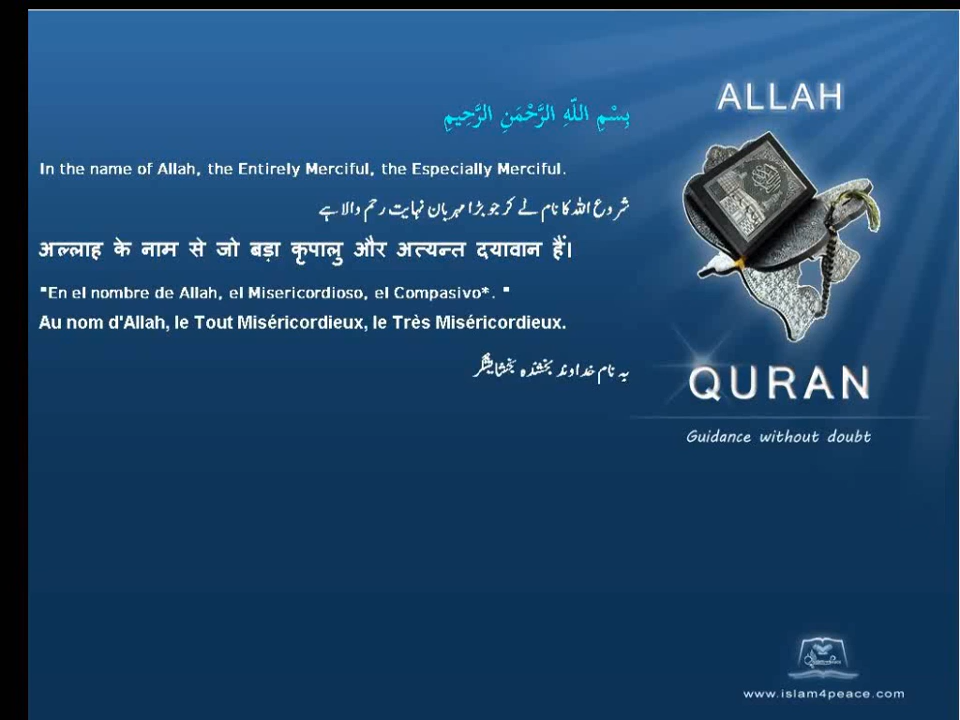 بِسْمِ اللّهِ الرَّحْمَنِ الرَّحِيمِ
In the name of Allah, the Entirely Merciful, the Especially Merciful.
شروع الله کا نام لے کر جو بڑا مہربان نہایت رحم والا ہے
अल्लाह के नाम से जो बड़ा कृपालु और अत्यन्त दयावान हैं।
"En el nombre de Allah, el Misericordioso, el Compasivo*. "
Au nom d'Allah, le Tout Miséricordieux, le Très Miséricordieux.
به نام خداوند بخشنده بخشایشگر
ALLAH
QURAN
Guidance without doubt
www.islam4peace.com